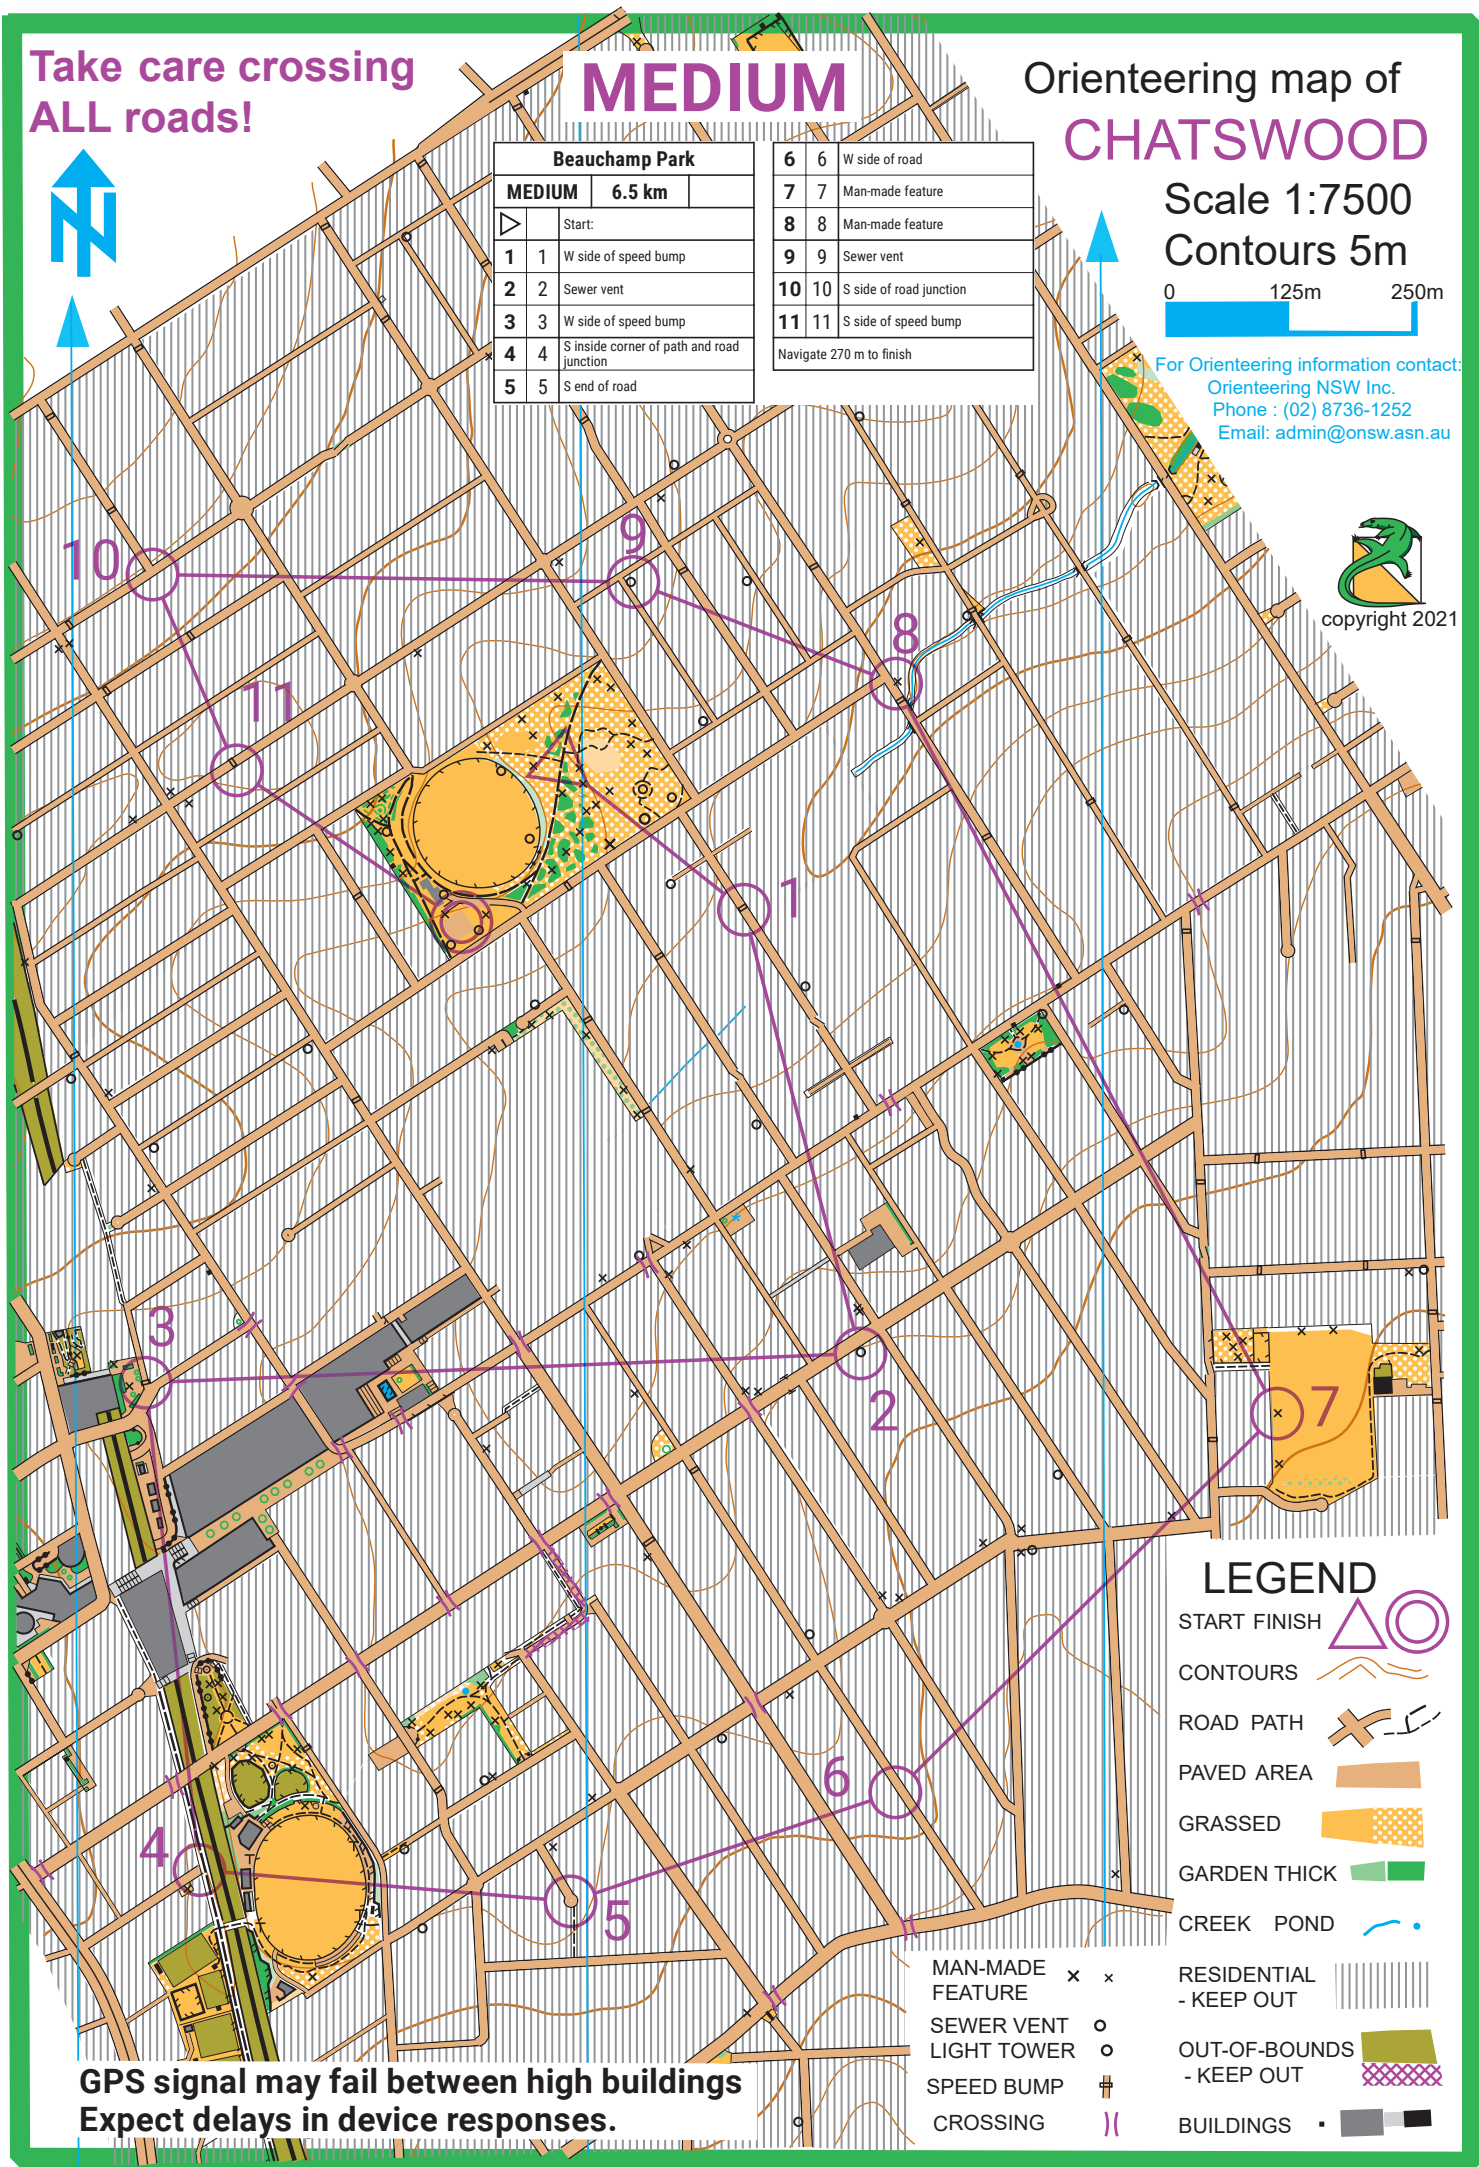 Take care crossing
ALL roads!
MEDIUM
Orienteering map of
CHATSWOOD
Scale 1:7500
Contours 5m
0 125m 250m
For Orienteering information contact:
Orienteering NSW Inc.
Phone : (02) 8736-1252
Email: admin@onsw.asn.au
copyright 2021
N
Beauchamp Park
MEDIUM 6.5 km
Start:
1 1 W side of speed bump
2 2 Sewer vent
3 3 W side of speed bump
4 4 S inside corner of path and road
junction
5 5 S end of road
6 6 W side of road
7 7 Man-made feature
8 8 Man-made feature
9 9 Sewer vent
10 10 S side of road junction
11 11 S side of speed bump
Navigate 270 m to finish
10
9
8
11
1
3
2
7
6
4
5
LEGEND
START FINISH
CONTOURS
ROAD PATH
PAVED AREA
GRASSED
GARDEN THICK
CREEK POND
RESIDENTIAL
- KEEP OUT
OUT-OF-BOUNDS
- KEEP OUT
BUILDINGS
MAN-MADE
FEATURE
SEWER VENT
LIGHT TOWER
SPEED BUMP
CROSSING
GPS signal may fail between high buildings
Expect delays in device responses.